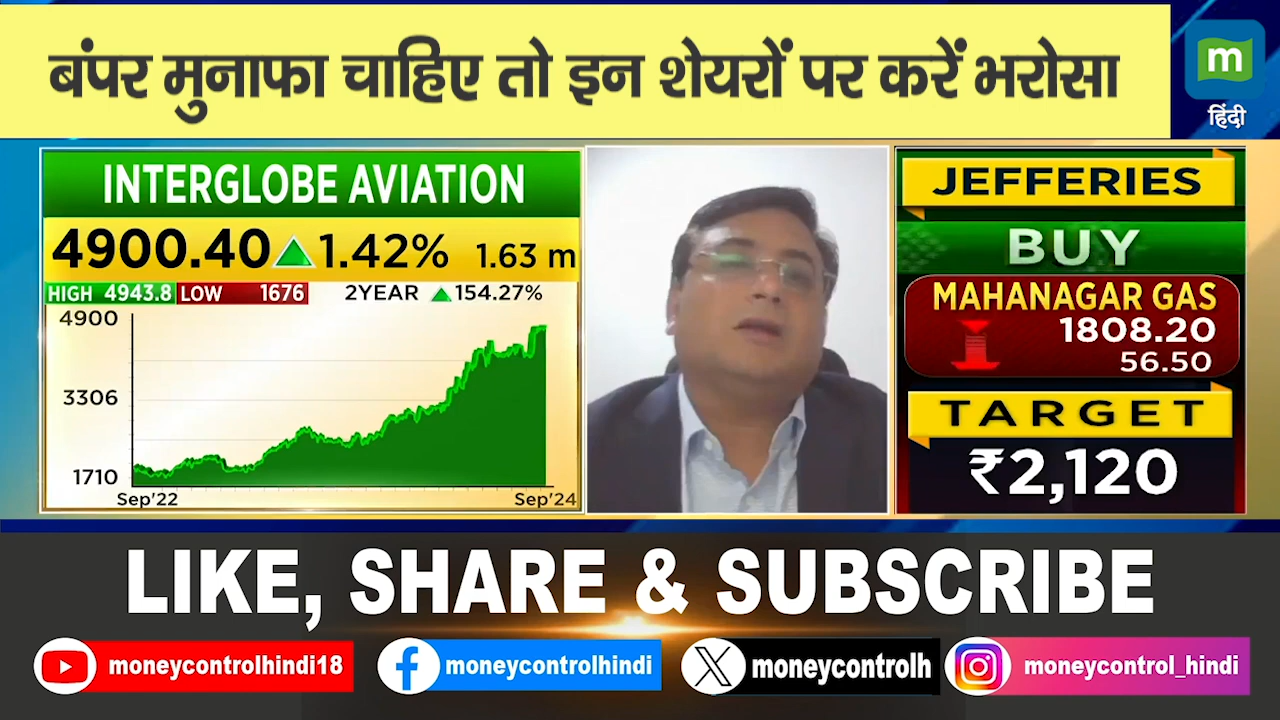 बंपर मुनाफा चाहिए तो इन शेयरों पर करें भरोसा
m
हिंदी
INTERGLOBE AVIATION
4900.40 1.42% 1.63 m
HIGH 4943.8 LOW 1676 2YEAR 154.27%
4900
3306
1710
Sep'22 Sep'24
JEFFERIES
BUY
MAHANAGAR GAS
1808.20
56.50
TARGET
₹2,120
LIKE, SHARE & SUBSCRIBE
moneycontrolhindi18 moneycontrolhindi moneycontrolh moneycontrol_hindi